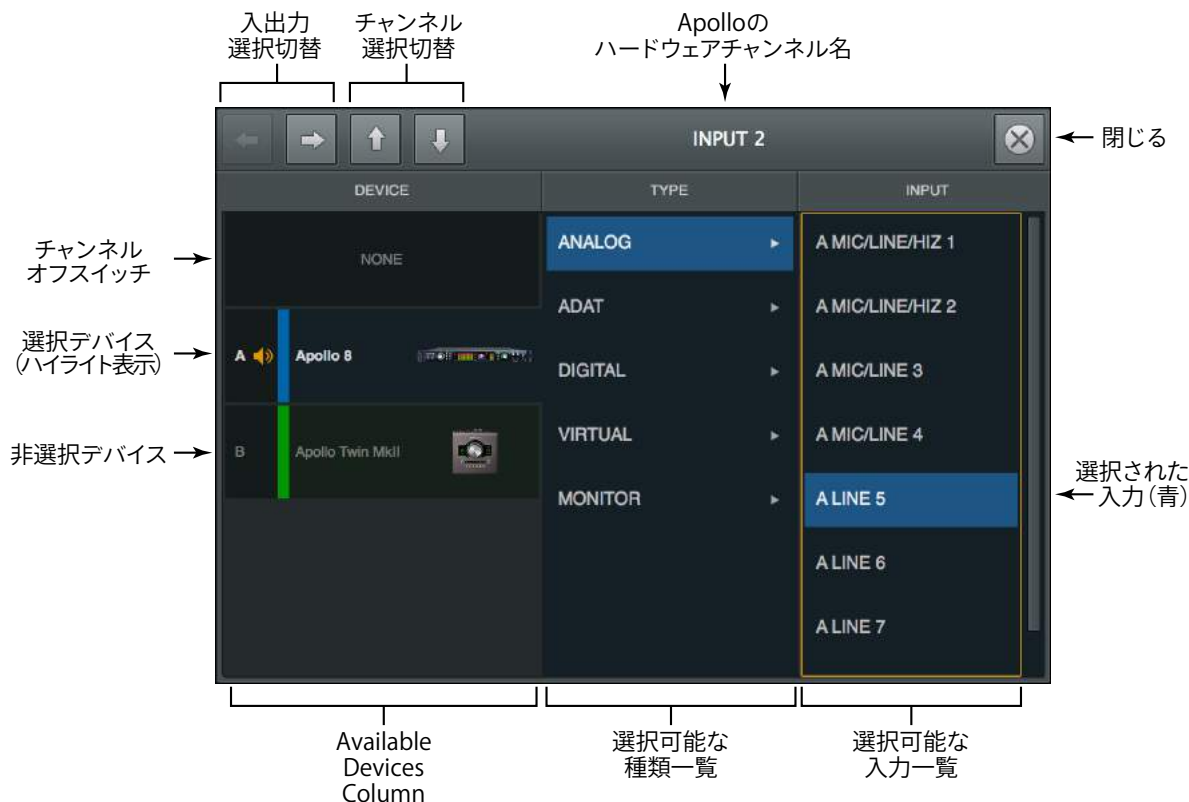 入出力
選択切替
チャンネル
選択切替
Apolloの
ハードウェアチャンネル名
INPUT 2
閉じる
DEVICE
TYPE
INPUT
チャンネル
オフスイッチ
NONE
ANALOG
A MIC/LINE/HIZ 1
ADAT
A MIC/LINE/HIZ 2
選択デバイス
(ハイライト表示)
A
Apollo 8
DIGITAL
A MIC/LINE 3
非選択デバイス
B
Apollo Twin MkII
VIRTUAL
A MIC/LINE 4
MONITOR
A LINE 5
選択された
入力(青)
A LINE 6
A LINE 7
Available
Devices
Column
選択可能な
種類一覧
選択可能な
入力一覧